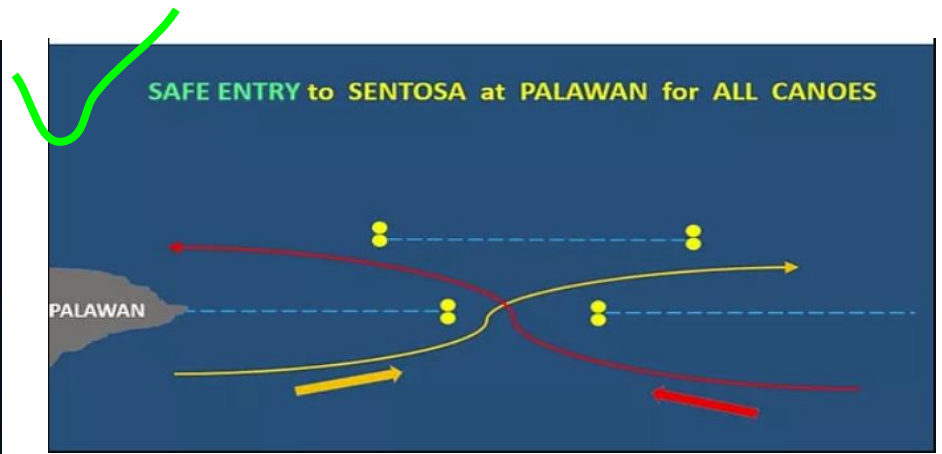 SAFE ENTRY to SENTOSA at PALAWAN for ALL CANOES
PALAWAN